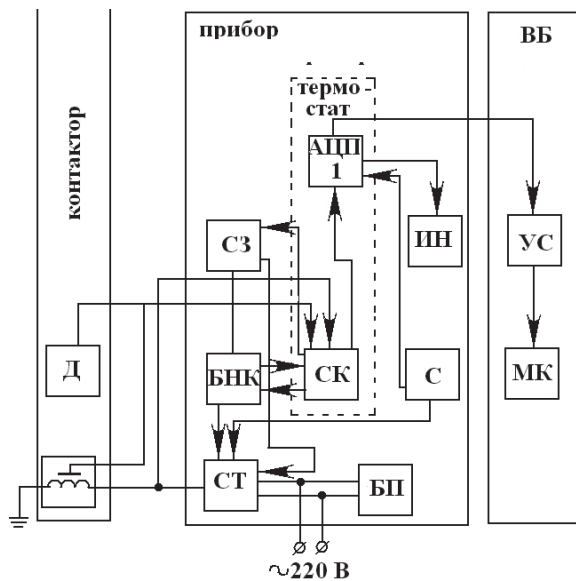 прибор
ВБ
контактор
термо-
стат
АЦП
1
СЗ
ИН
УС
Д
БНК
СК
С
МК
СТ
БП
~220 В